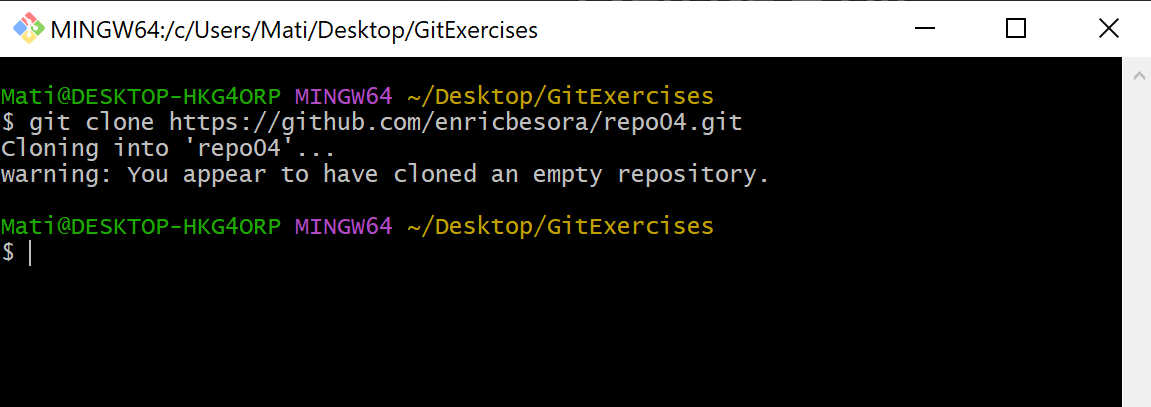 MINGW64:/c/Users/Mati/Desktop/GitExercises
Mati@DESKTOP-HKG4ORP MINGW64 ~/Desktop/GitExercises
$ git clone https://github.com/enricbesora/repo04.git
Cloning into 'repo04'...
warning: You appear to have cloned an empty repository.
Mati@DESKTOP-HKG4ORP MINGW64 ~/Desktop/GitExercises
$